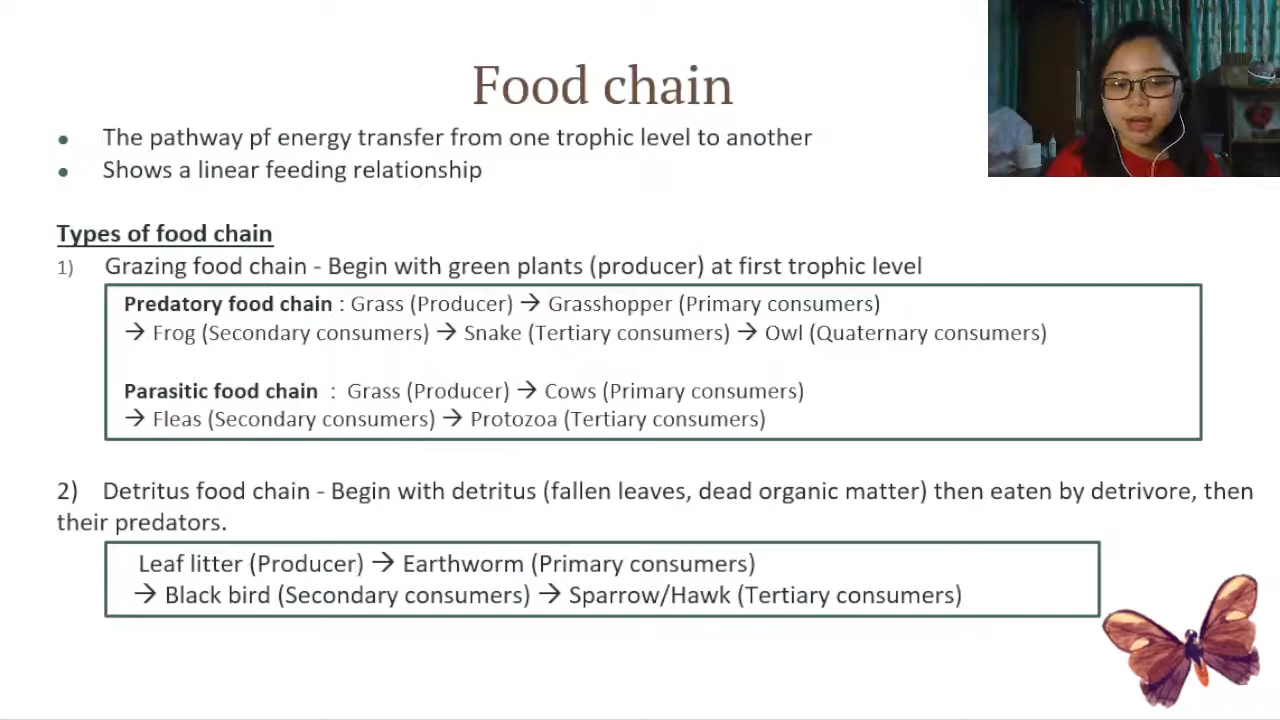 Food chain
• The pathway pf energy transfer from one trophic level to another
• Shows a linear feeding relationship
Types of food chain
1) Grazing food chain - Begin with green plants (producer) at first trophic level
Predatory food chain : Grass (Producer) → Grasshopper (Primary consumers)
→ Frog (Secondary consumers) → Snake (Tertiary consumers) → Owl (Quaternary consumers)
Parasitic food chain : Grass (Producer) → Cows (Primary consumers)
→ Fleas (Secondary consumers) → Protozoa (Tertiary consumers)
2) Detritus food chain - Begin with detritus (fallen leaves, dead organic matter) then eaten by detrivore, then
their predators.
Leaf litter (Producer) → Earthworm (Primary consumers)
→ Black bird (Secondary consumers) → Sparrow/Hawk (Tertiary consumers)